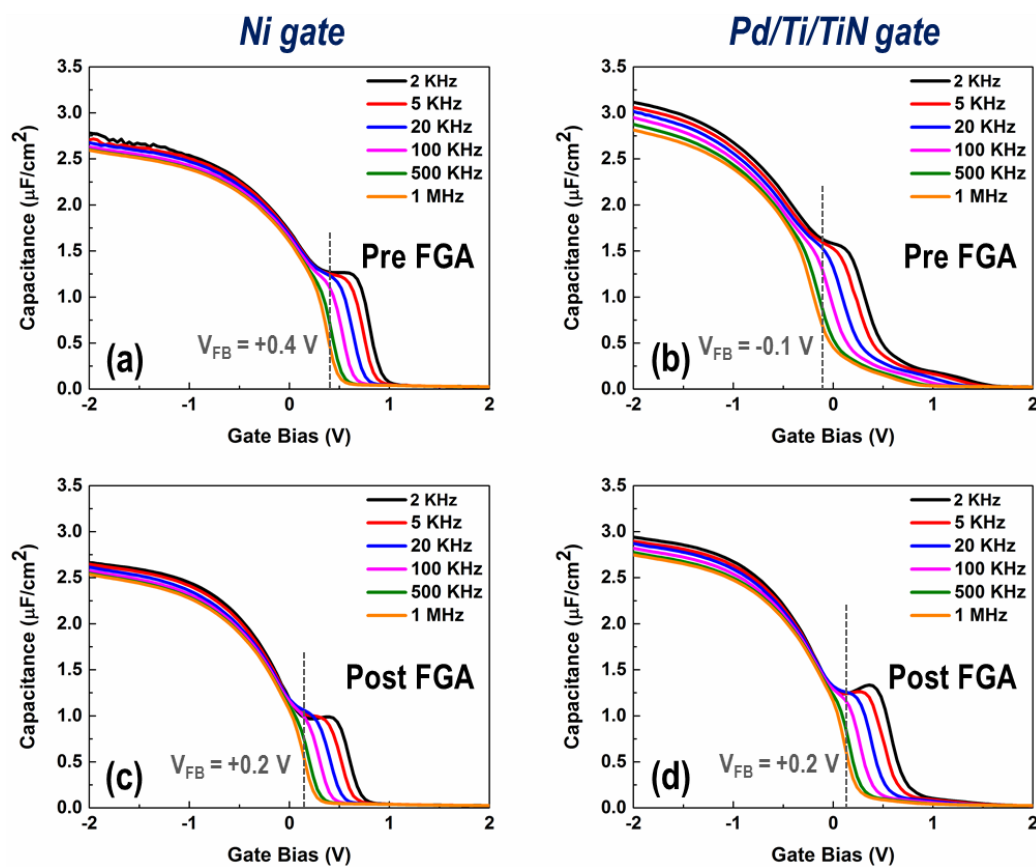 Ni gate
Pd/Ti/TiN gate
3.5
3.0
2.5
2.0
1.5
1.0
0.5
0.0
Capacitance (µF/cm²)
2 KHz
5 KHz
20 KHz
100 KHz
500 KHz
1 MHz
Pre FGA
(a)
V_FB = +0.4 V
-2 -1 0 1 2
Gate Bias (V)
3.5
3.0
2.5
2.0
1.5
1.0
0.5
0.0
Capacitance (µF/cm²)
2 KHz
5 KHz
20 KHz
100 KHz
500 KHz
1 MHz
Pre FGA
(b)
V_FB = -0.1 V
-2 -1 0 1 2
Gate Bias (V)
3.5
3.0
2.5
2.0
1.5
1.0
0.5
0.0
Capacitance (µF/cm²)
2 KHz
5 KHz
20 KHz
100 KHz
500 KHz
1 MHz
Post FGA
(c)
V_FB = +0.2 V
-2 -1 0 1 2
Gate Bias (V)
3.5
3.0
2.5
2.0
1.5
1.0
0.5
0.0
Capacitance (µF/cm²)
2 KHz
5 KHz
20 KHz
100 KHz
500 KHz
1 MHz
Post FGA
(d)
V_FB = +0.2 V
-2 -1 0 1 2
Gate Bias (V)